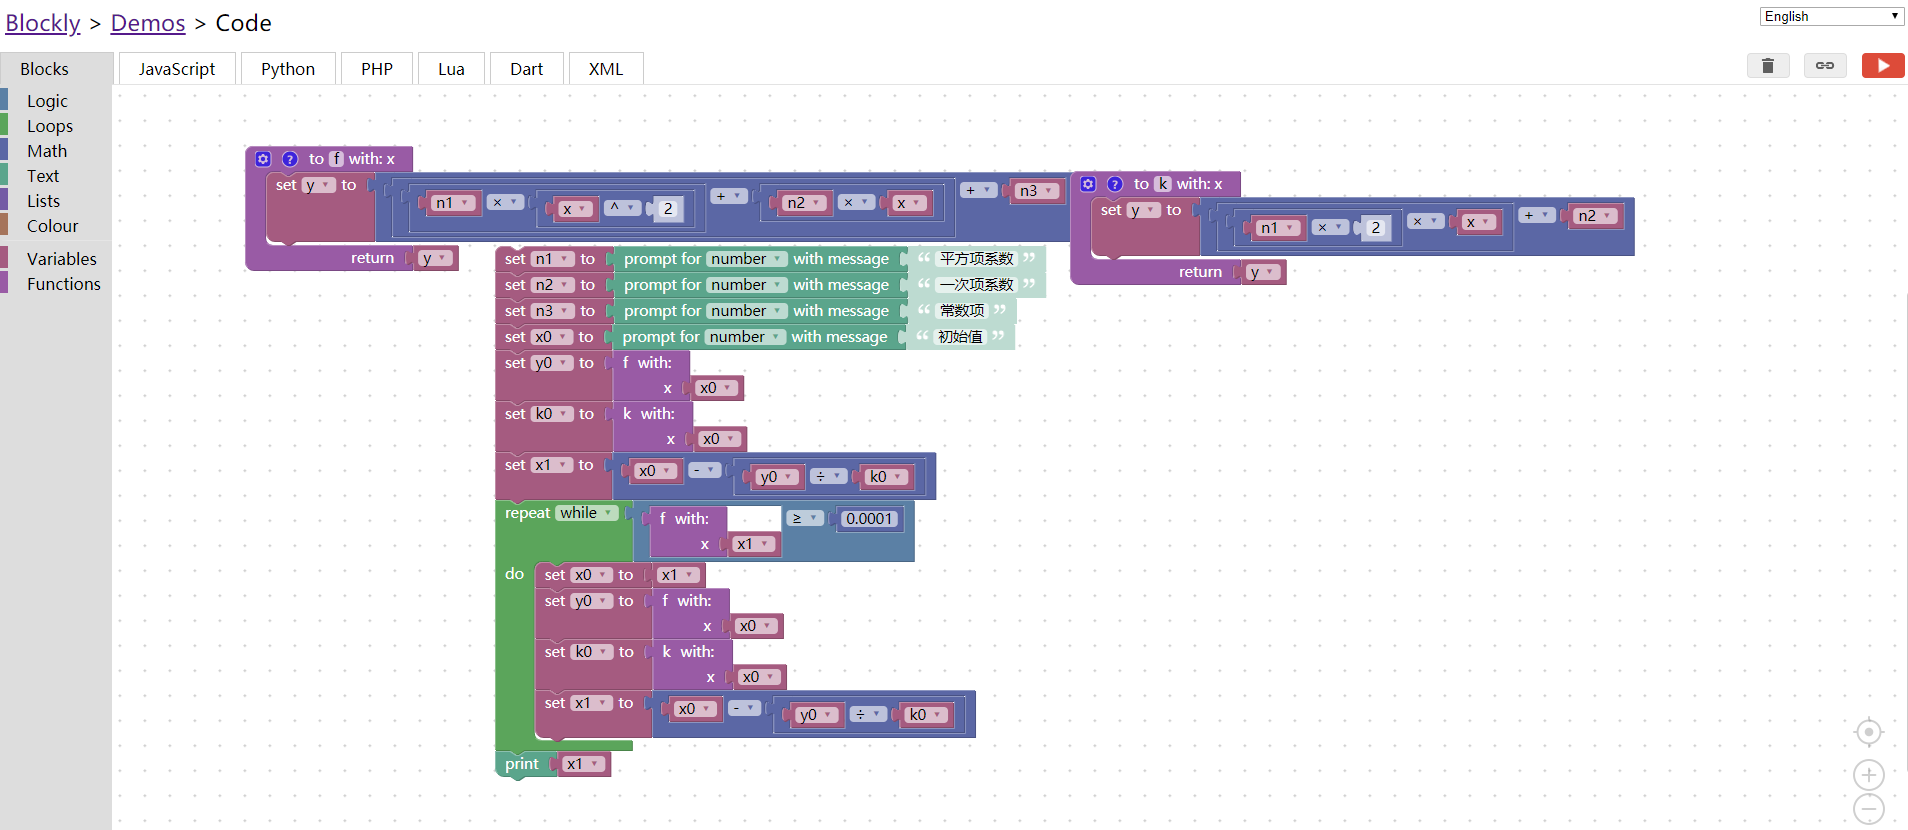 Blockly > Demos > Code
English
Blocks JavaScript Python PHP Lua Dart XML
Logic
Loops
Math
Text
Lists
Colour
Variables
Functions
to f with: x
set y to n1 × x ^ 2 + n2 × x + n3
return y
to k with: x
set y to n1 × 2 × x + n2
return y
set n1 to prompt for number with message “ 平方项系数 ”
set n2 to prompt for number with message “ 一次项系数 ”
set n3 to prompt for number with message “ 常数项 ”
set x0 to prompt for number with message “ 初始值 ”
set y0 to f with:
x x0
set k0 to k with:
x x0
set x1 to x0 - y0 ÷ k0
repeat while f with: ≥ 0.0001
x x1
do set x0 to x1
set y0 to f with:
x x0
set k0 to k with:
x x0
set x1 to x0 - y0 ÷ k0
print x1